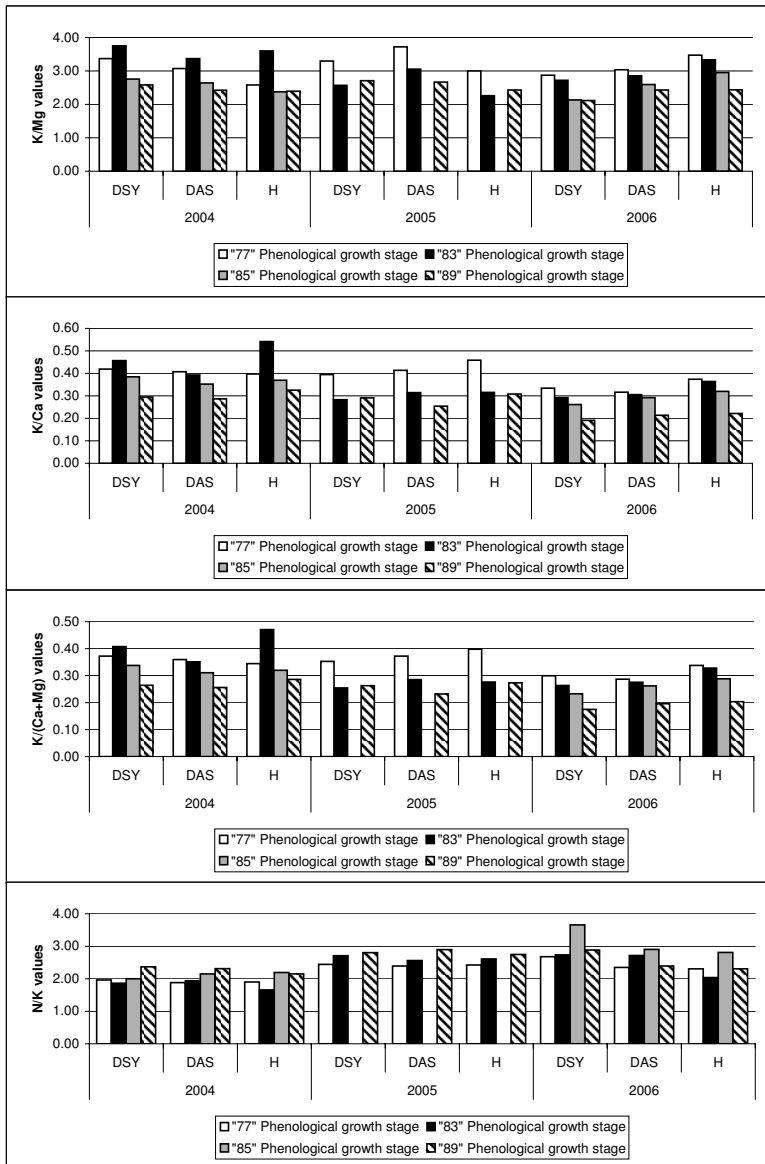 K/Mg values
4.00
3.00
2.00
1.00
0.00
DSY DAS H DSY DAS H DSY DAS H
2004 2005 2006
"77" Phenological growth stage "83" Phenological growth stage
"85" Phenological growth stage "89" Phenological growth stage
K/Ca values
0.60
0.50
0.40
0.30
0.20
0.10
0.00
DSY DAS H DSY DAS H DSY DAS H
2004 2005 2006
"77" Phenological growth stage "83" Phenological growth stage
"85" Phenological growth stage "89" Phenological growth stage
K/(Ca+Mg) values
0.50
0.40
0.30
0.20
0.10
0.00
DSY DAS H DSY DAS H DSY DAS H
2004 2005 2006
"77" Phenological growth stage "83" Phenological growth stage
"85" Phenological growth stage "89" Phenological growth stage
N/K values
4.00
3.00
2.00
1.00
0.00
DSY DAS H DSY DAS H DSY DAS H
2004 2005 2006
"77" Phenological growth stage "83" Phenological growth stage
"85" Phenological growth stage "89" Phenological growth stage